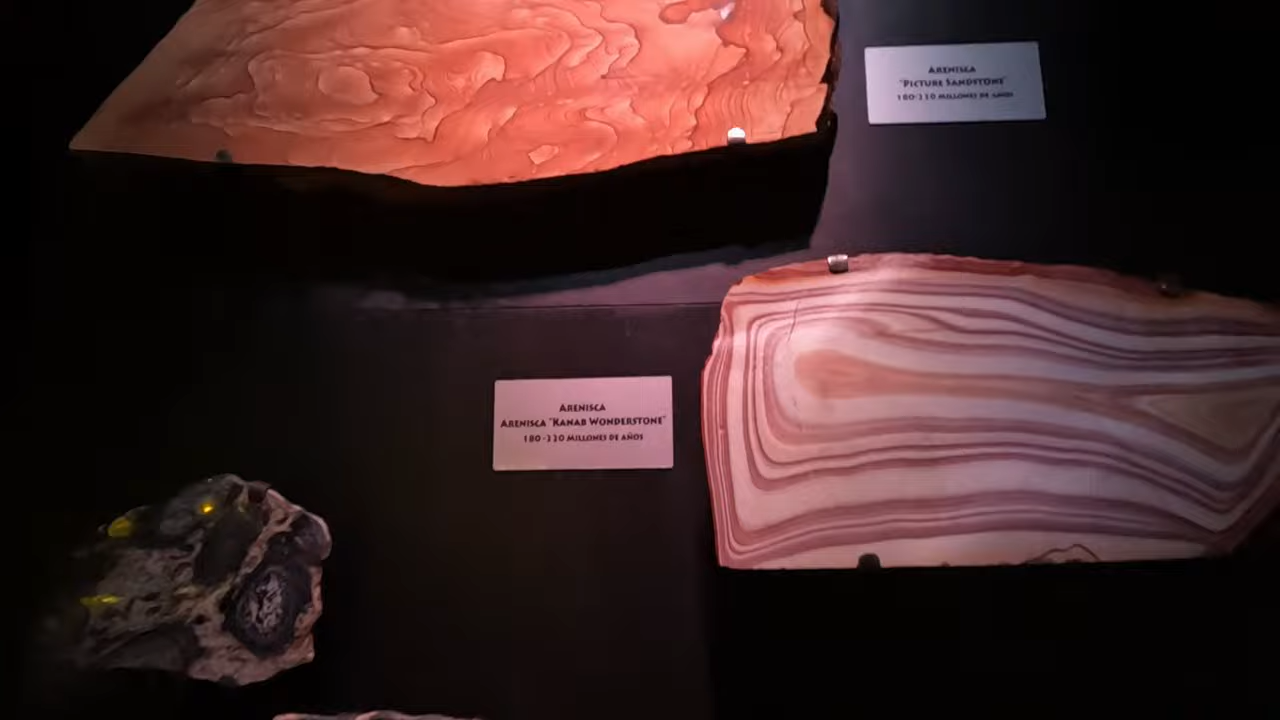 ARENISCA
"PICTURE SANDSTONE"
180-220 MILLONES DE AÑOS
ARENISCA
ARENISCA "KANAB WONDERSTONE"
180-220 MILLONES DE AÑOS